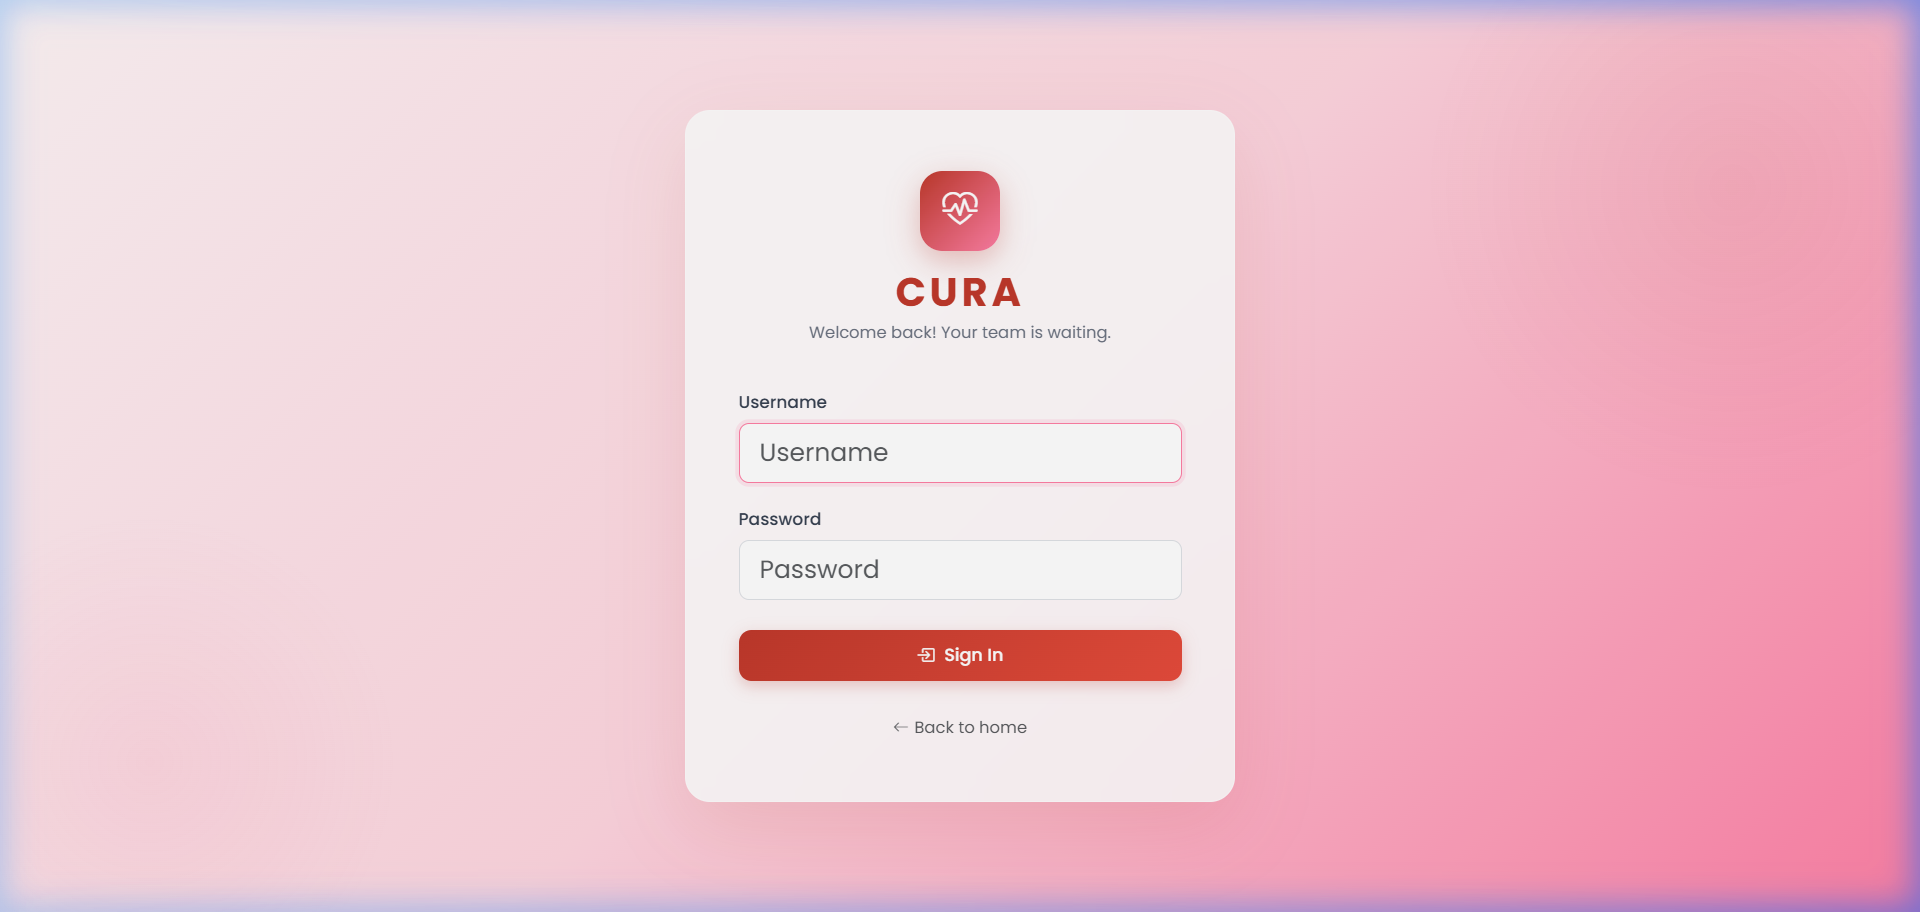 CURA
Welcome back! Your team is waiting.
Username
Username
Password
Password
Sign In
Back to home